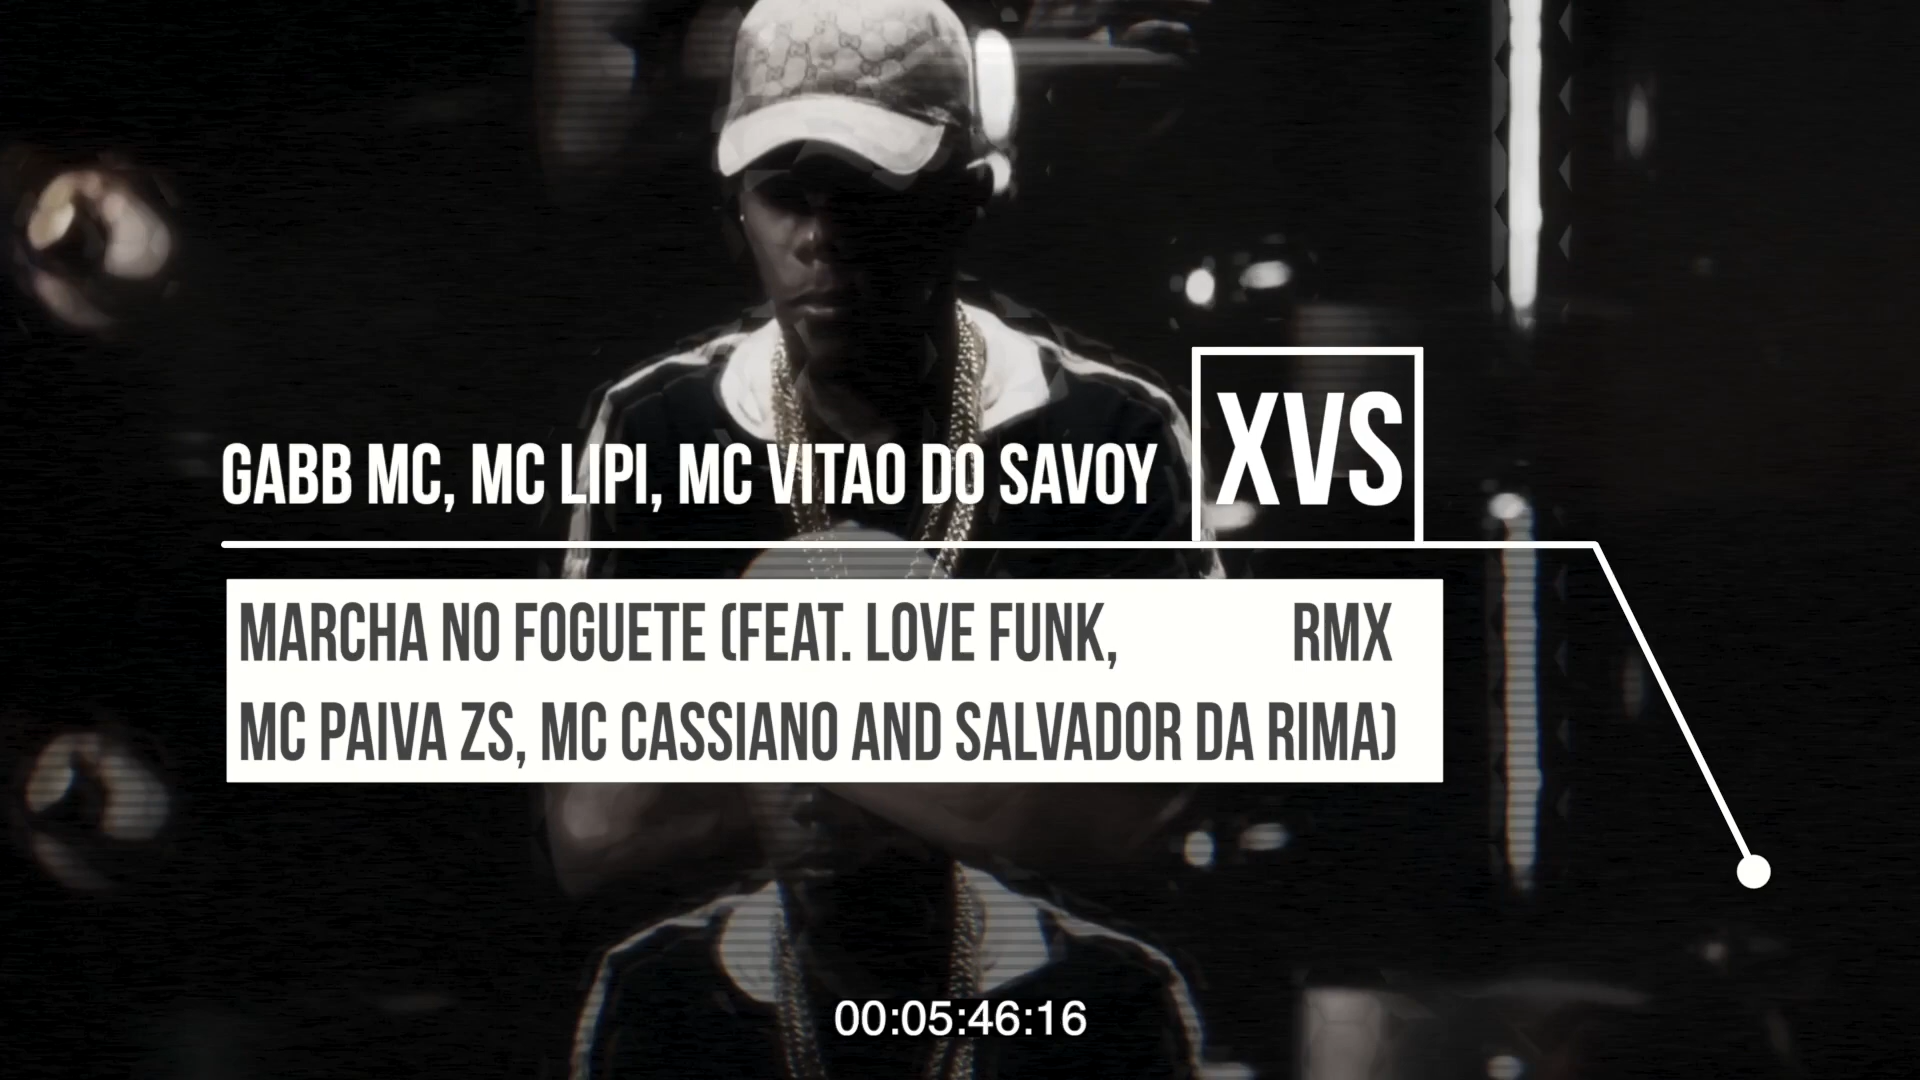 GABB MC, MC LIPI, MC VITAO DO SAVOY
XVS
MARCHA NO FOGUETE (FEAT. LOVE FUNK, RMX
MC PAIVA ZS, MC CASSIANO AND SALVADOR DA RIMA)
00:05:46:16